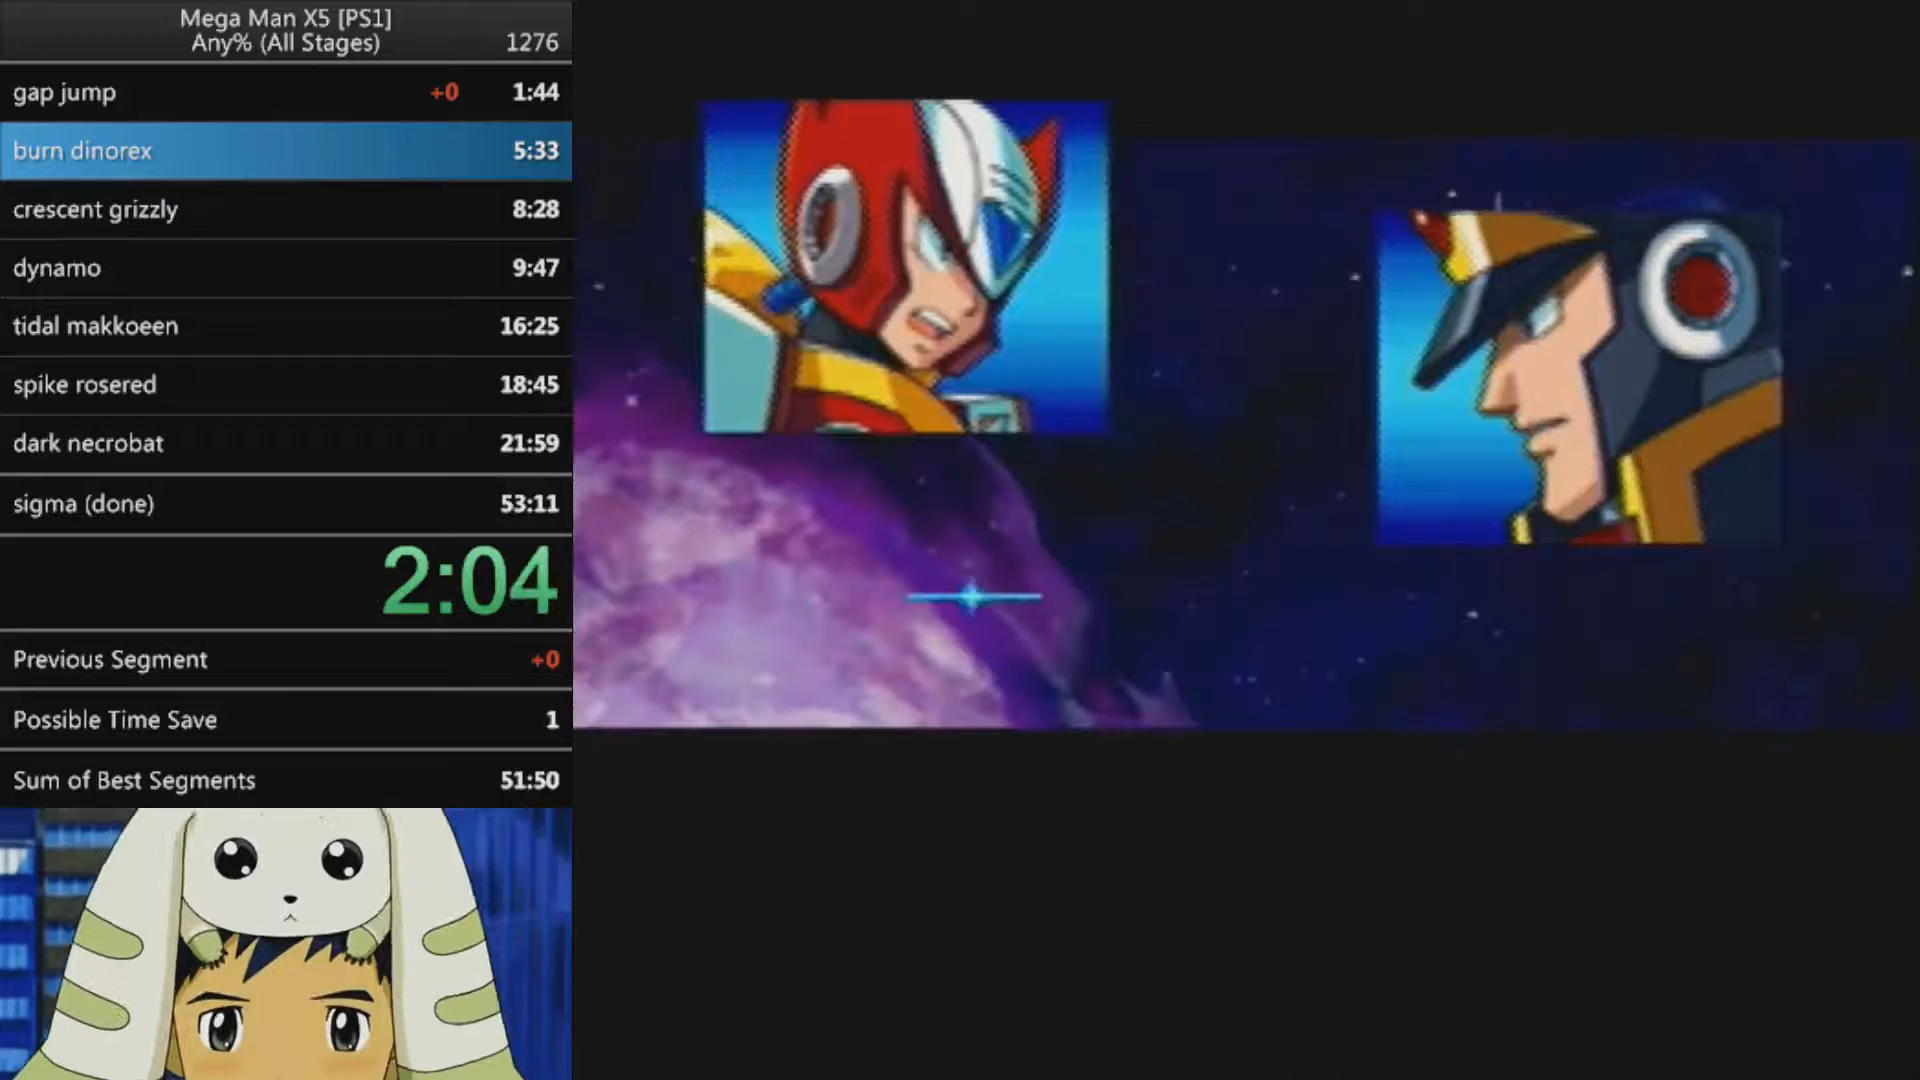 Mega Man X5 [PS1]
Any% (All Stages) 1276
gap jump +0 1:44
burn dinorex 5:33
crescent grizzly 8:28
dynamo 9:47
tidal makkoeen 16:25
spike rosered 18:45
dark necrobat 21:59
sigma (done) 53:11
2:04
Previous Segment +0
Possible Time Save 1
Sum of Best Segments 51:50